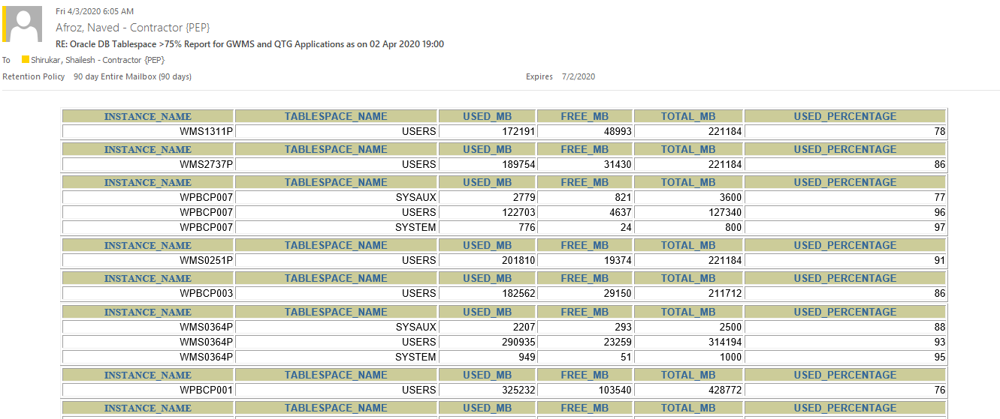 Fri 4/3/2020 6:05 AM
Afroz, Naved - Contractor {PEP}
RE: Oracle DB Tablespace >75% Report for GWMS and QTG Applications as on 02 Apr 2020 19:00
To Shirukar, Shailesh - Contractor {PEP}
Retention Policy 90 day Entire Mailbox (90 days) Expires 7/2/2020
INSTANCE_NAME TABLESPACE_NAME USED_MB FREE_MB TOTAL_MB USED_PERCENTAGE
WMS1311P USERS 172191 48993 221184 78
INSTANCE_NAME TABLESPACE_NAME USED_MB FREE_MB TOTAL_MB USED_PERCENTAGE
WMS2737P USERS 189754 31430 221184 86
INSTANCE_NAME TABLESPACE_NAME USED_MB FREE_MB TOTAL_MB USED_PERCENTAGE
WPBCP007 SYSAUX 2779 821 3600 77
WPBCP007 USERS 122703 4637 127340 96
WPBCP007 SYSTEM 776 24 800 97
INSTANCE_NAME TABLESPACE_NAME USED_MB FREE_MB TOTAL_MB USED_PERCENTAGE
WMS0251P USERS 201810 19374 221184 91
INSTANCE_NAME TABLESPACE_NAME USED_MB FREE_MB TOTAL_MB USED_PERCENTAGE
WPBCP003 USERS 182562 29150 211712 86
INSTANCE_NAME TABLESPACE_NAME USED_MB FREE_MB TOTAL_MB USED_PERCENTAGE
WMS0364P SYSAUX 2207 293 2500 88
WMS0364P USERS 290935 23259 314194 93
WMS0364P SYSTEM 949 51 1000 95
INSTANCE_NAME TABLESPACE_NAME USED_MB FREE_MB TOTAL_MB USED_PERCENTAGE
WPBCP001 USERS 325232 103540 428772 76
INSTANCE_NAME TABLESPACE_NAME USED_MB FREE_MB TOTAL_MB USED_PERCENTAGE